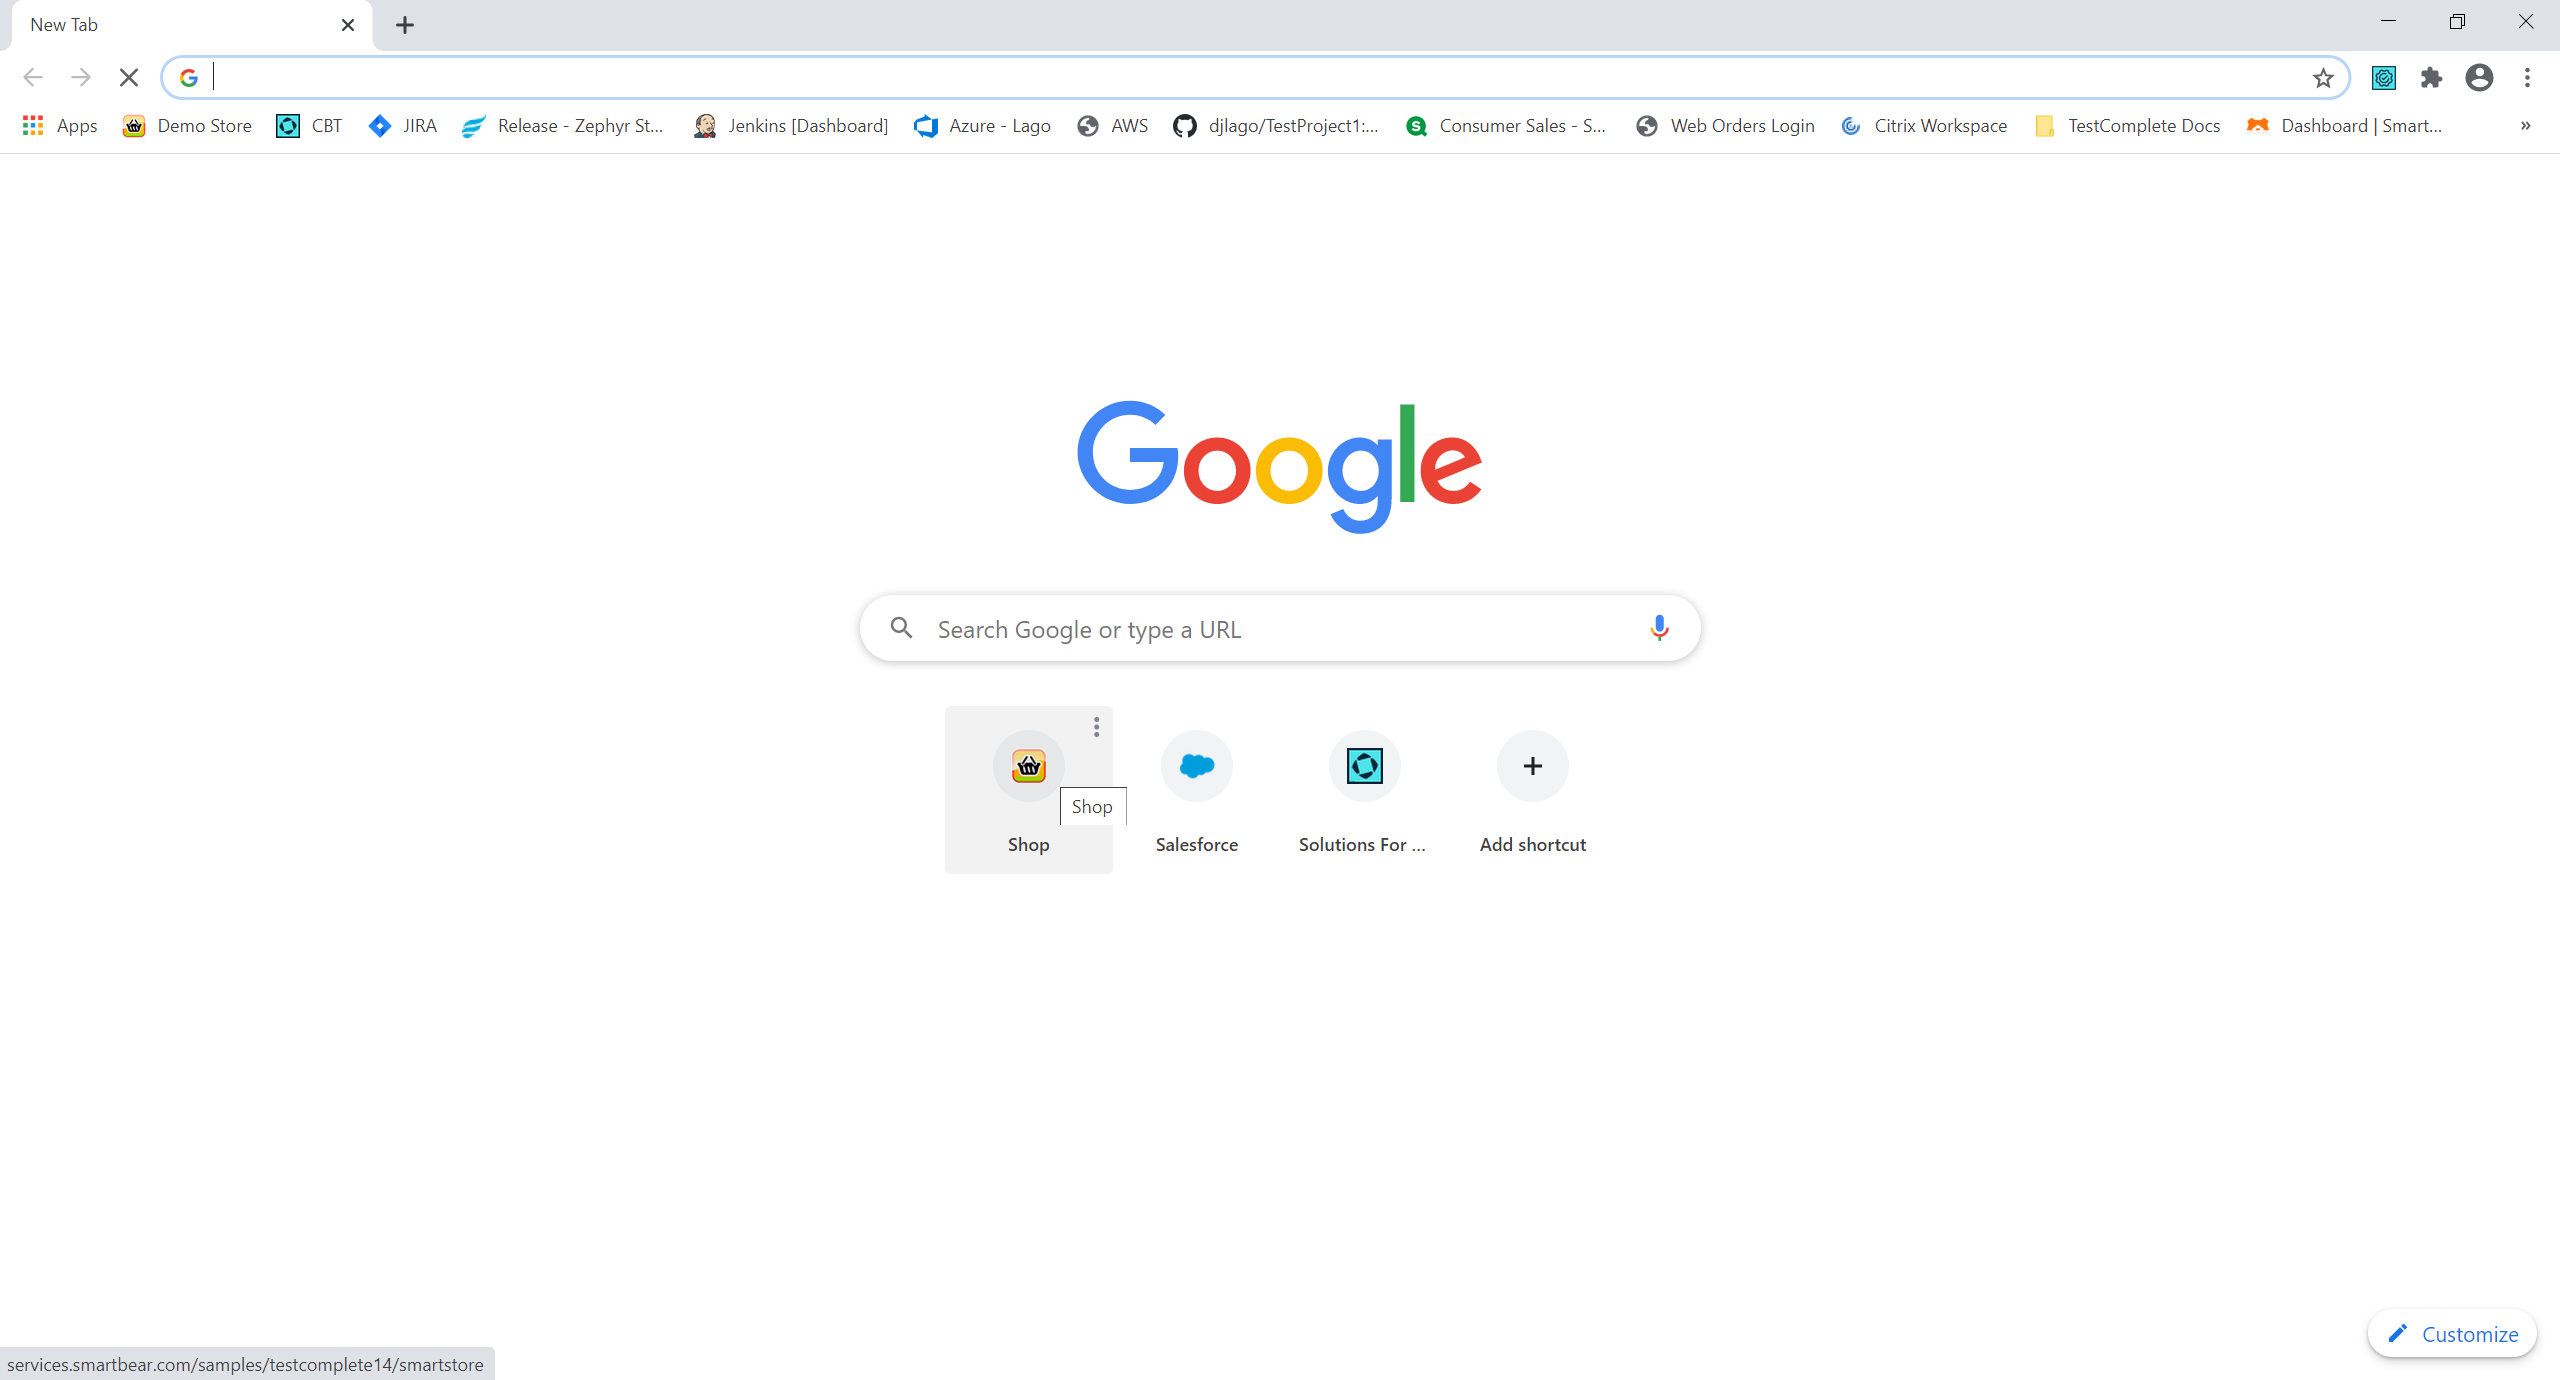 New Tab
Apps
Demo Store
CBT
JIRA
Release - Zephyr St...
Jenkins [Dashboard]
Azure - Lago
AWS
djlago/TestProject1:...
Consumer Sales - S...
Web Orders Login
Citrix Workspace
TestComplete Docs
Dashboard | Smart...
»
Google
Search Google or type a URL
Shop
Shop
Salesforce
Solutions For ...
Add shortcut
Customize
services.smartbear.com/samples/testcomplete14/smartstore